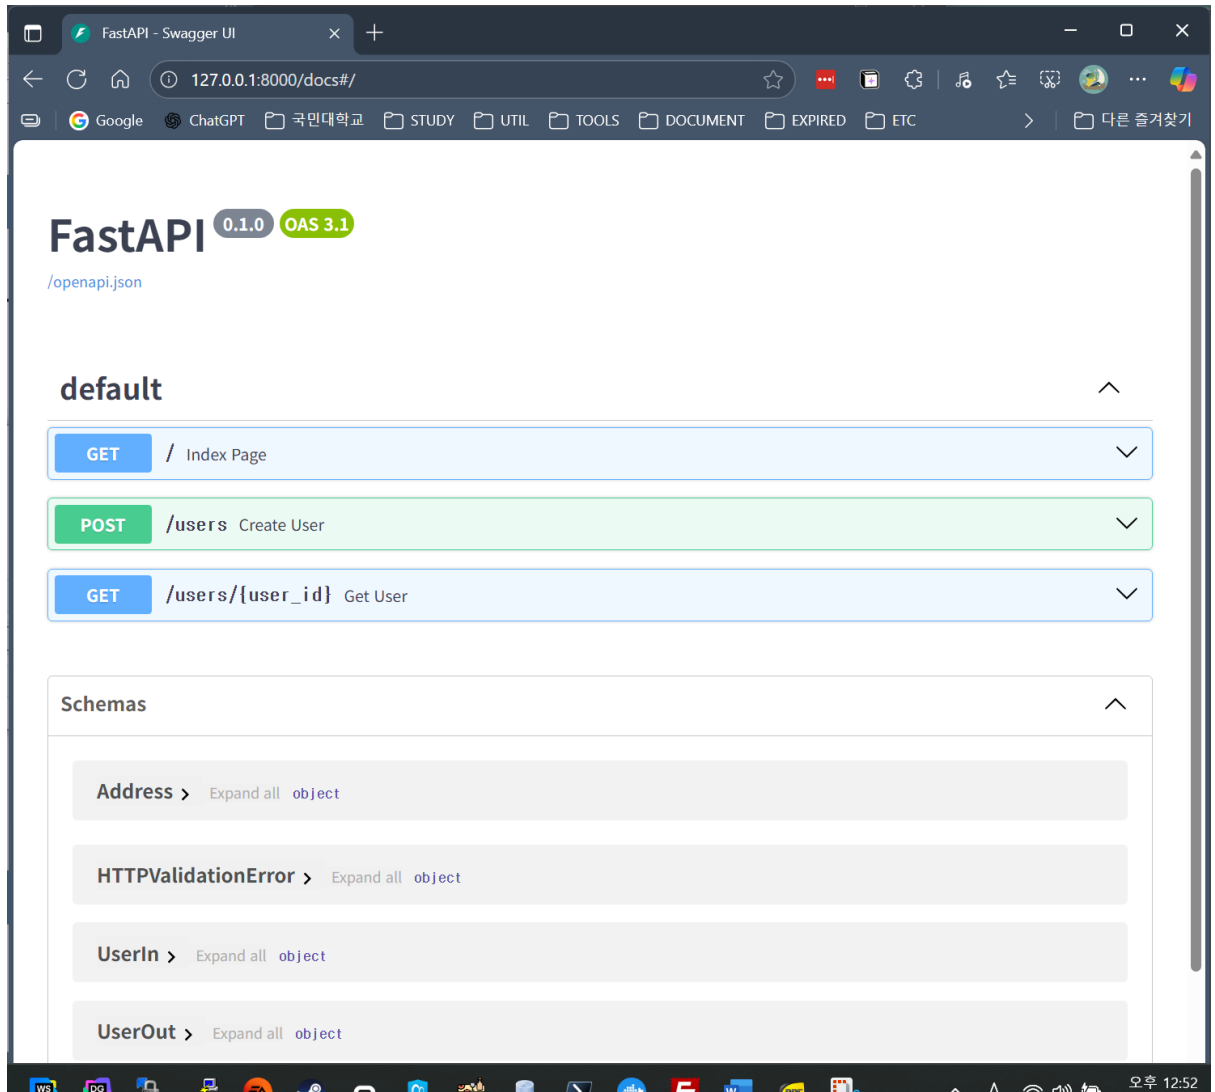 FastAPI - Swagger UI
127.0.0.1:8000/docs#/
Google ChatGPT 국민대학교 STUDY UTIL TOOLS DOCUMENT EXPIRED ETC 다른 즐겨찾기
FastAPI 0.1.0 OAS 3.1
/openapi.json
default
GET / Index Page
POST /users Create User
GET /users/{user_id} Get User
Schemas
Address Expand all object
HTTPValidationError Expand all object
UserIn Expand all object
UserOut Expand all object
WS DG
오후 12:52